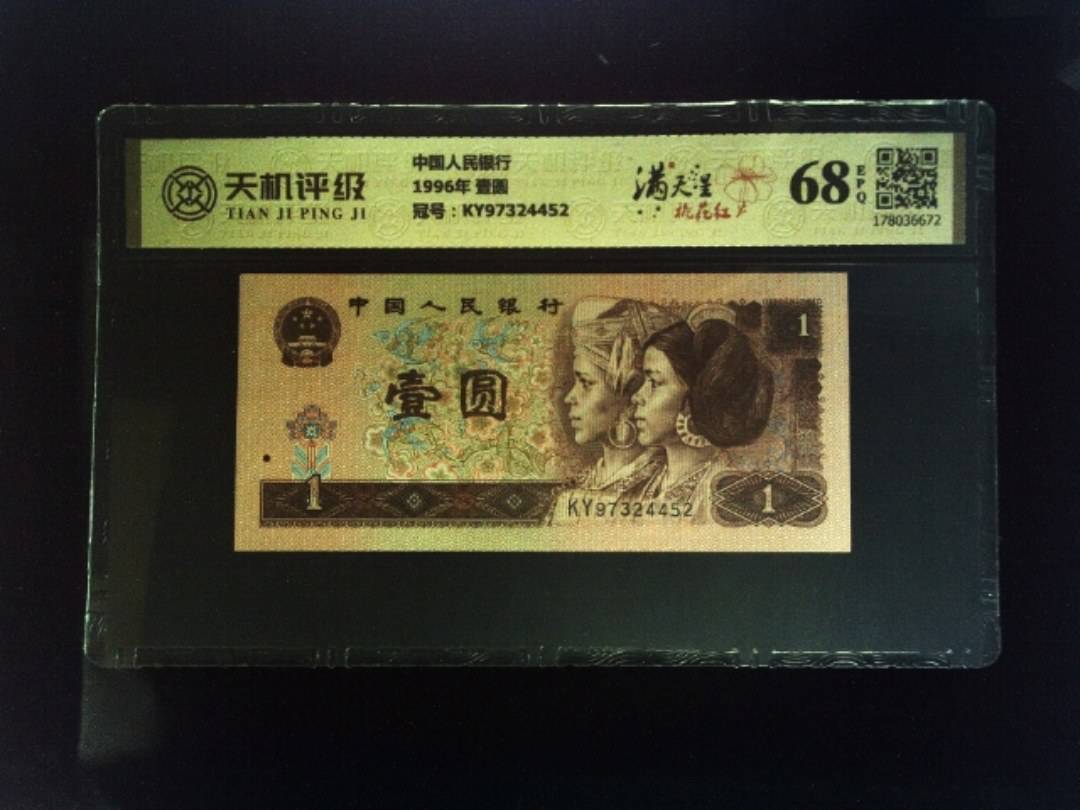 天机评级
TIAN JI PING JI
中国人民银行
1996年 壹圆
冠号：KY97324452
满天星
桃花红
68
EPQ
178036672
中国人民银行
1
壹圆
1
KY97324452
1